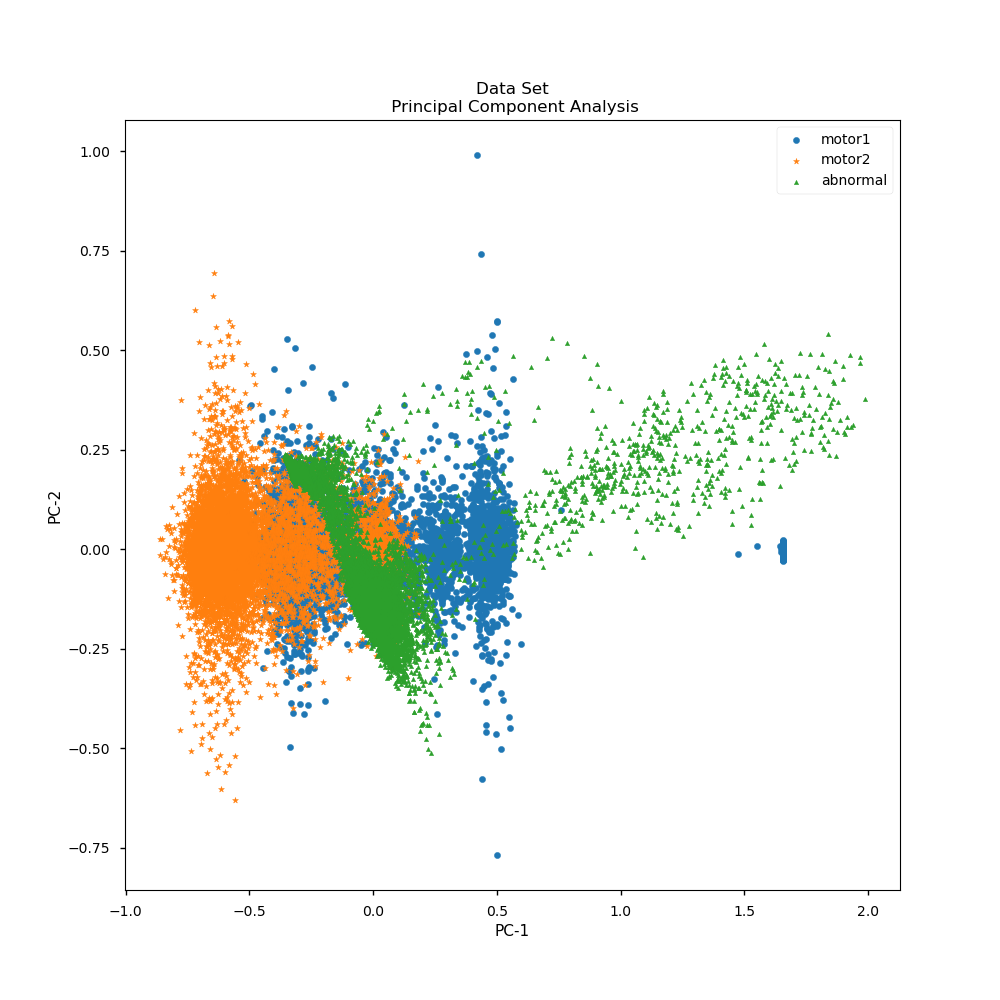 Data Set
Principal Component Analysis
motor1
motor2
abnormal
1.00
0.75
0.50
0.25
0.00
−0.25
−0.50
−0.75
PC-2
−1.0
−0.5
0.0
0.5
1.0
1.5
2.0
PC-1